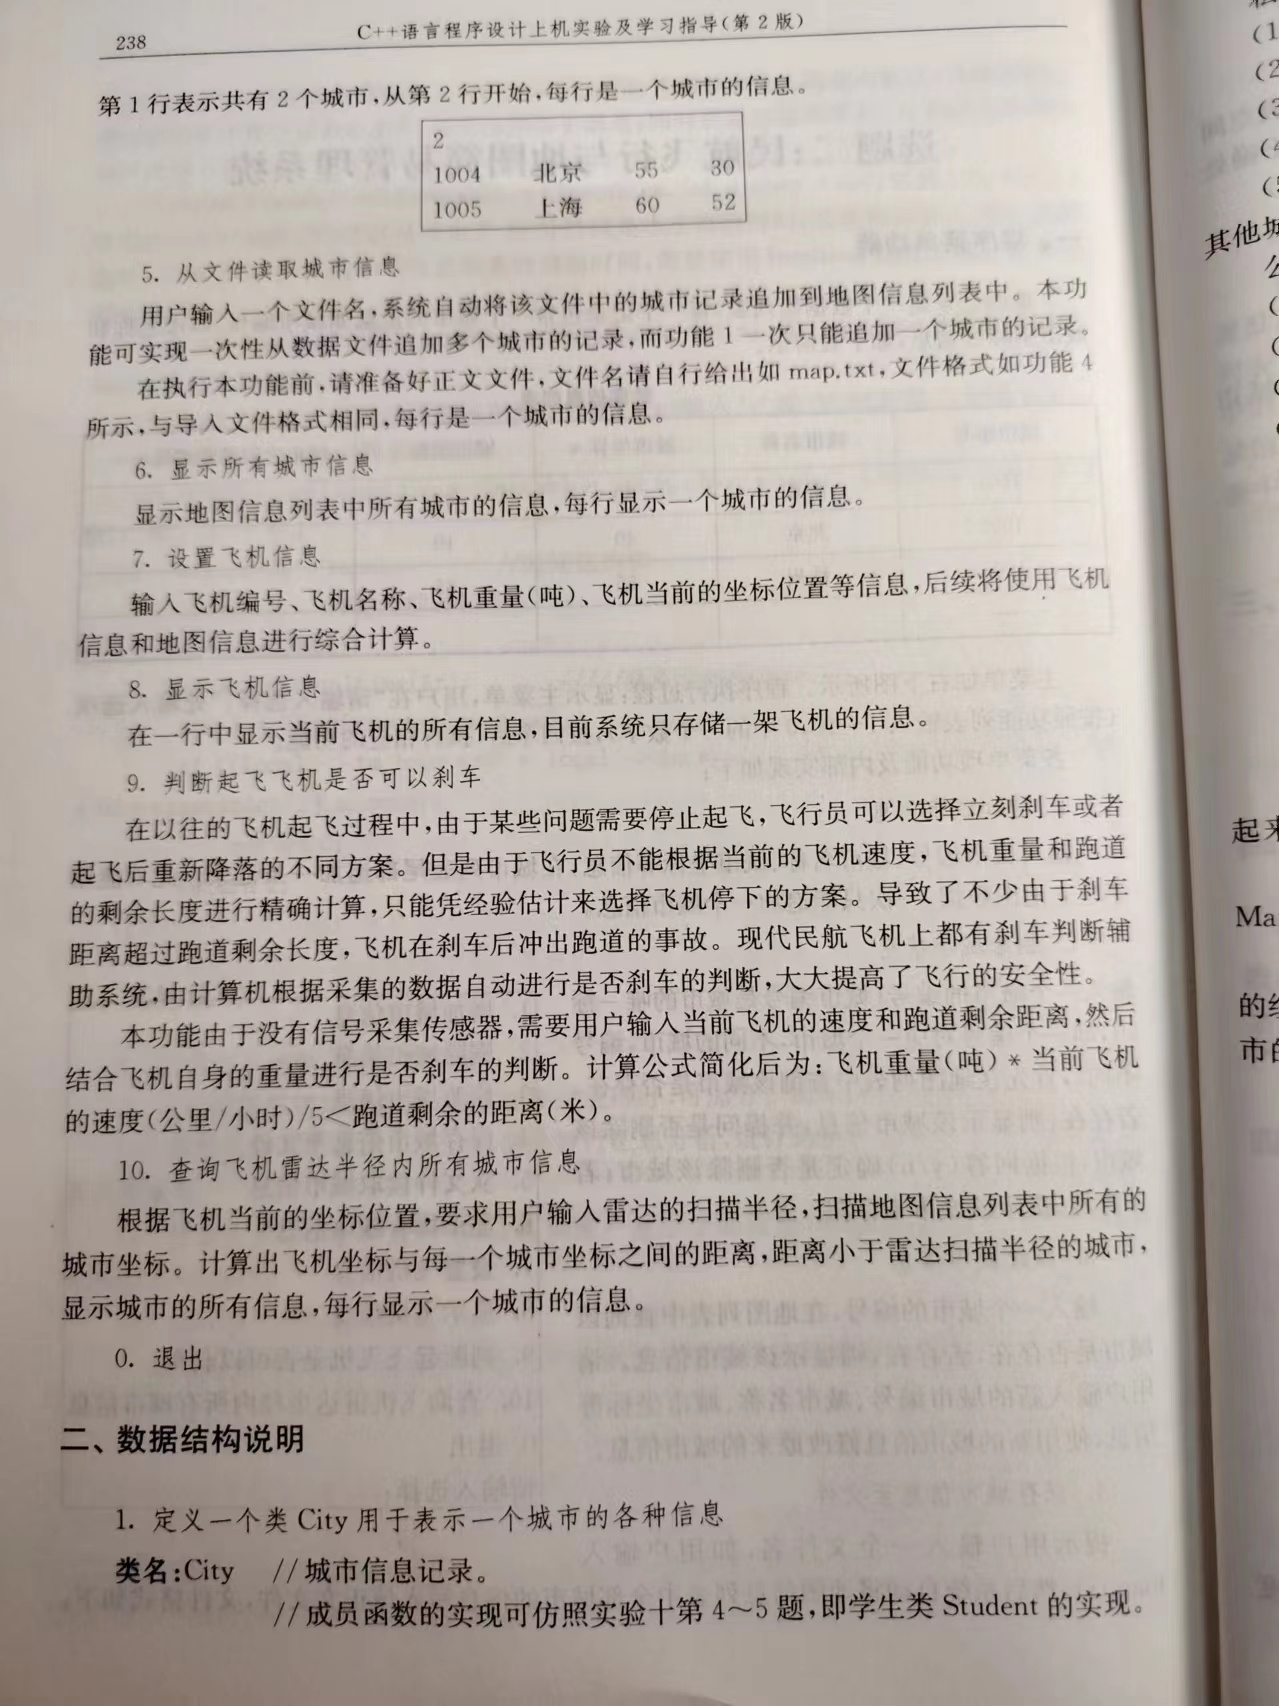 238
C++语言程序设计上机实验及学习指导(第2版)
第1行表示共有2个城市,从第2行开始,每行是一个城市的信息。
2
1004 北京 55 30
1005 上海 60 52
5. 从文件读取城市信息
用户输入一个文件名,系统自动将该文件中的城市记录追加到地图信息列表中。本功
能可实现一次性从数据文件追加多个城市的记录,而功能1一次只能追加一个城市的记录。
在执行本功能前,请准备好正文文件,文件名请自行给出如map.txt,文件格式如功能4
所示,与导入文件格式相同,每行是一个城市的信息。
6. 显示所有城市信息
显示地图信息列表中所有城市的信息,每行显示一个城市的信息。
7. 设置飞机信息
输入飞机编号、飞机名称、飞机重量(吨)、飞机当前的坐标位置等信息,后续将使用飞机
信息和地图信息进行综合计算。
8. 显示飞机信息
在一行中显示当前飞机的所有信息,目前系统只存储一架飞机的信息。
9. 判断起飞飞机是否可以刹车
在以往的飞机起飞过程中,由于某些问题需要停止起飞,飞行员可以选择立刻刹车或者
起飞后重新降落的不同方案。但是由于飞行员不能根据当前的飞机速度,飞机重量和跑道
的剩余长度进行精确计算,只能凭经验估计来选择飞机停下的方案。导致了不少由于刹车
距离超过跑道剩余长度,飞机在刹车后冲出跑道的事故。现代民航飞机上都有刹车判断辅
助系统,由计算机根据采集的数据自动进行是否刹车的判断,大大提高了飞行的安全性。
本功能由于没有信号采集传感器,需要用户输入当前飞机的速度和跑道剩余距离,然后
结合飞机自身的重量进行是否刹车的判断。计算公式简化后为:飞机重量(吨)*当前飞机
的速度(公里/小时)/5<跑道剩余的距离(米)。
10. 查询飞机雷达半径内所有城市信息
根据飞机当前的坐标位置,要求用户输入雷达的扫描半径,扫描地图信息列表中所有的
城市坐标。计算出飞机坐标与每一个城市坐标之间的距离,距离小于雷达扫描半径的城市,
显示城市的所有信息,每行显示一个城市的信息。
0. 退出
二、数据结构说明
1. 定义一个类City用于表示一个城市的各种信息
类名:City //城市信息记录。
//成员函数的实现可仿照实验十第4～5题,即学生类Student的实现。
(1
(2
(3
(4
其他城
起来
Ma
市的